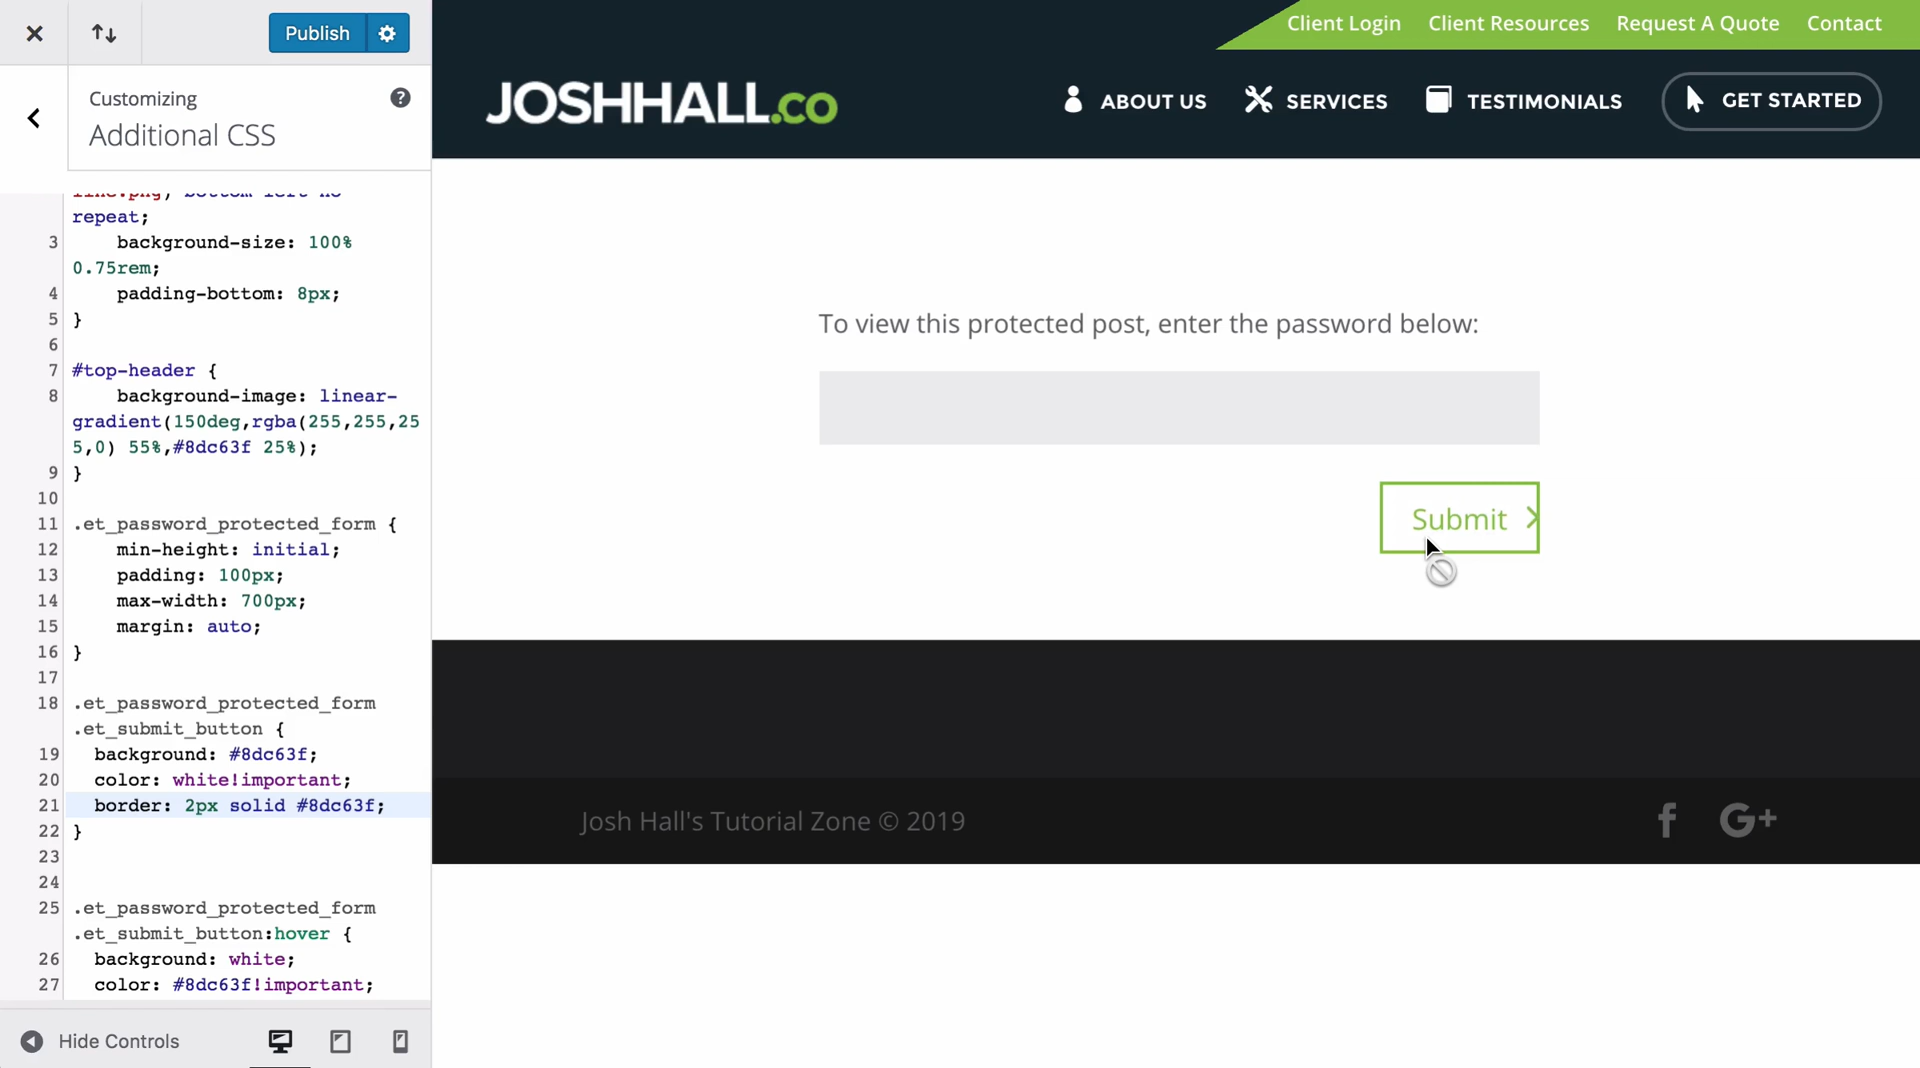 Publish
Customizing
Additional CSS
repeat;
3 background-size: 100%
0.75rem;
4 padding-bottom: 8px;
5 }
6
7 #top-header {
8 background-image: linear-
gradient(150deg,rgba(255,255,25
5,0) 55%,#8dc63f 25%);
9 }
10
11 .et_password_protected_form {
12 min-height: initial;
13 padding: 100px;
14 max-width: 700px;
15 margin: auto;
16 }
17
18 .et_password_protected_form
.et_submit_button {
19 background: #8dc63f;
20 color: white!important;
21 border: 2px solid #8dc63f;
22 }
23
24
25 .et_password_protected_form
.et_submit_button:hover {
26 background: white;
27 color: #8dc63f!important;
Hide Controls
Client Login Client Resources Request A Quote Contact
JOSHHALL.co
ABOUT US SERVICES TESTIMONIALS GET STARTED
To view this protected post, enter the password below:
Submit
Josh Hall's Tutorial Zone © 2019
f G+